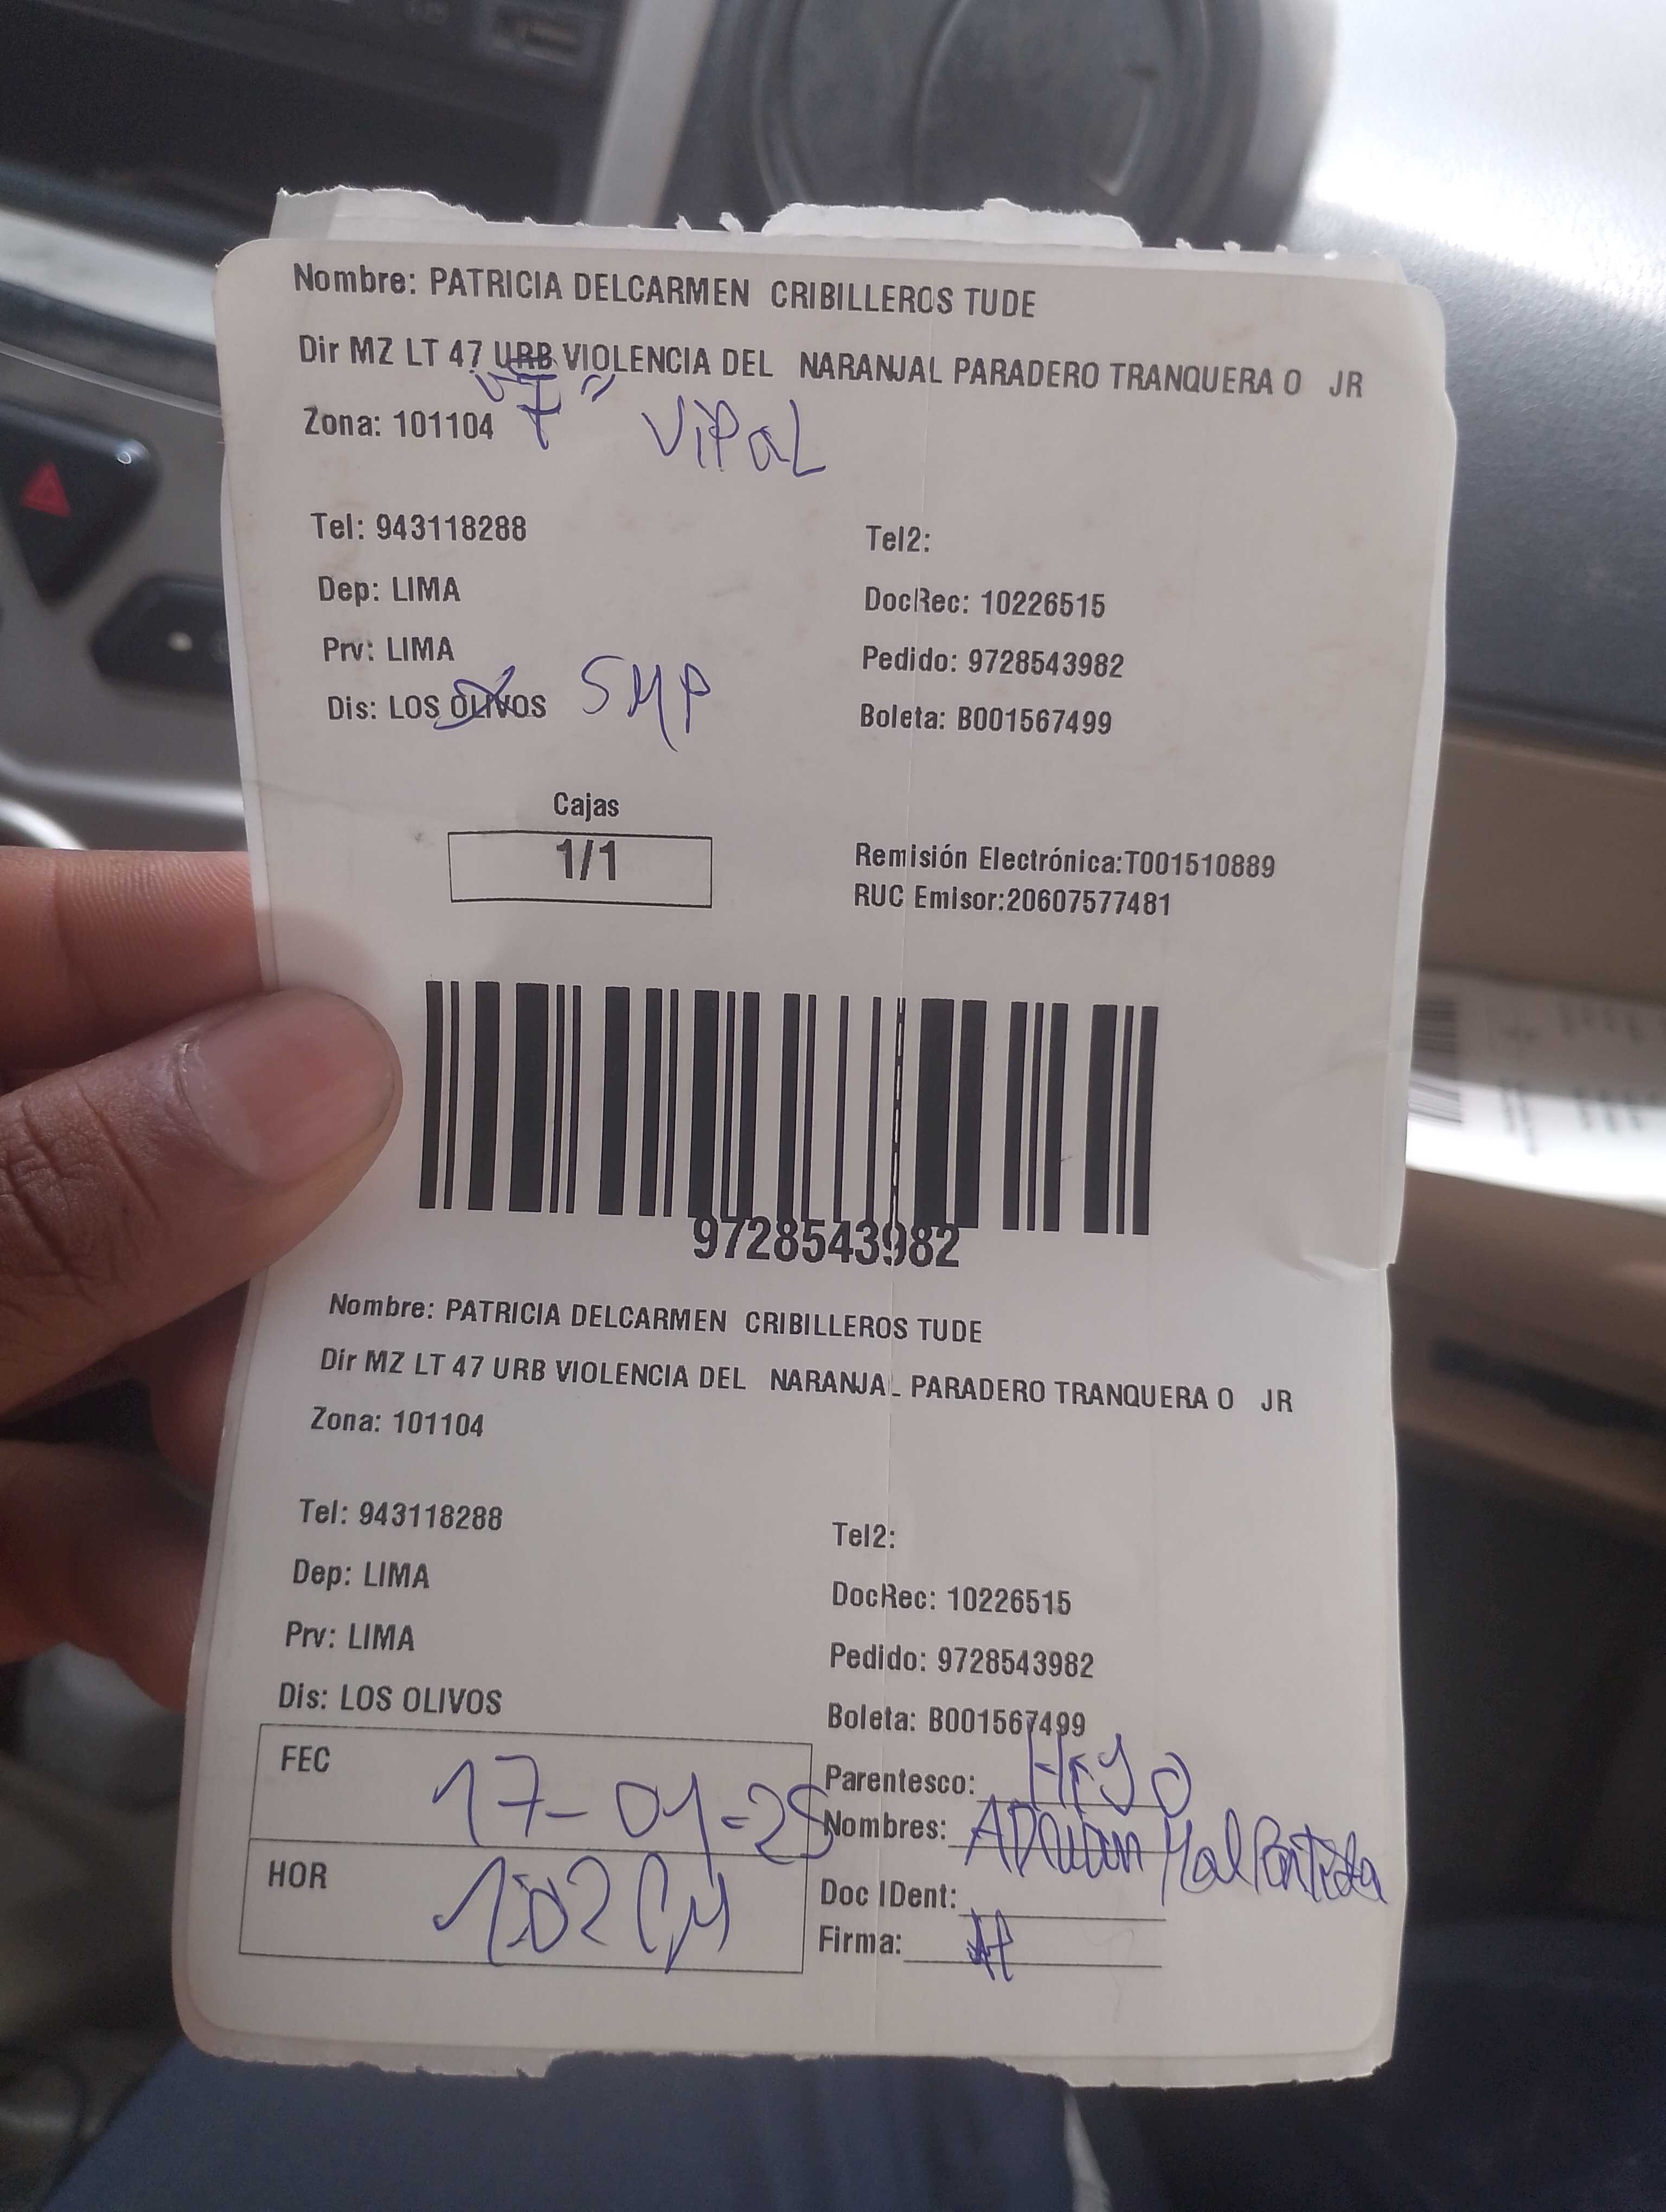 Nombre: PATRICIA DELCARMEN CRIBILLEROS TUDE
Dir MZ LT 47 URB VIOLENCIA DEL NARANJAL PARADERO TRANQUERA O JR
Zona: 101104 ViPaL
Tel: 943118288 Tel2:
Dep: LIMA DocRec: 10226515
Prv: LIMA Pedido: 9728543982
Dis: LOS OLIVOS SMP Boleta: B001567499
Cajas
1/1
Remisión Electrónica:T001510889
RUC Emisor:20607577481
9728543982
Nombre: PATRICIA DELCARMEN CRIBILLEROS TUDE
Dir MZ LT 47 URB VIOLENCIA DEL NARANJAL PARADERO TRANQUERA O JR
Zona: 101104
Tel: 943118288 Tel2:
Dep: LIMA DocRec: 10226515
Prv: LIMA Pedido: 9728543982
Dis: LOS OLIVOS Boleta: B001567499
FEC 17-01-25 Parentesco: Hijo
Nombres: ADRian MalPartida
HOR Doc IDent:
Firma: